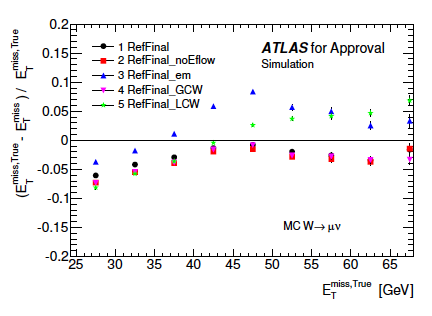 0.2
0.15
0.1
0.05
0
-0.05
-0.1
-0.15
-0.2
(E_T^miss,True - E_T^miss) / E_T^miss,True
1 RefFinal
2 RefFinal_noEflow
3 RefFinal_em
4 RefFinal_GCW
5 RefFinal_LCW
ATLAS for Approval
Simulation
MC W→ μν
25 30 35 40 45 50 55 60 65
E_T^miss,True [GeV]